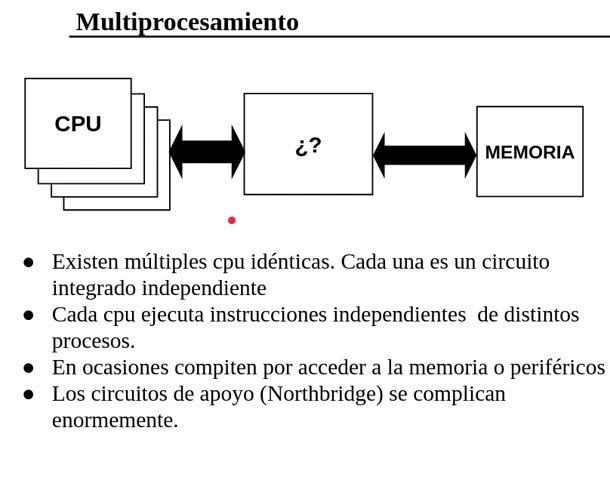 Multiprocesamiento
CPU
¿?
MEMORIA
● Existen múltiples cpu idénticas. Cada una es un circuito
integrado independiente
● Cada cpu ejecuta instrucciones independientes  de distintos
procesos.
● En ocasiones compiten por acceder a la memoria o periféricos
● Los circuitos de apoyo (Northbridge) se complican
enormemente.